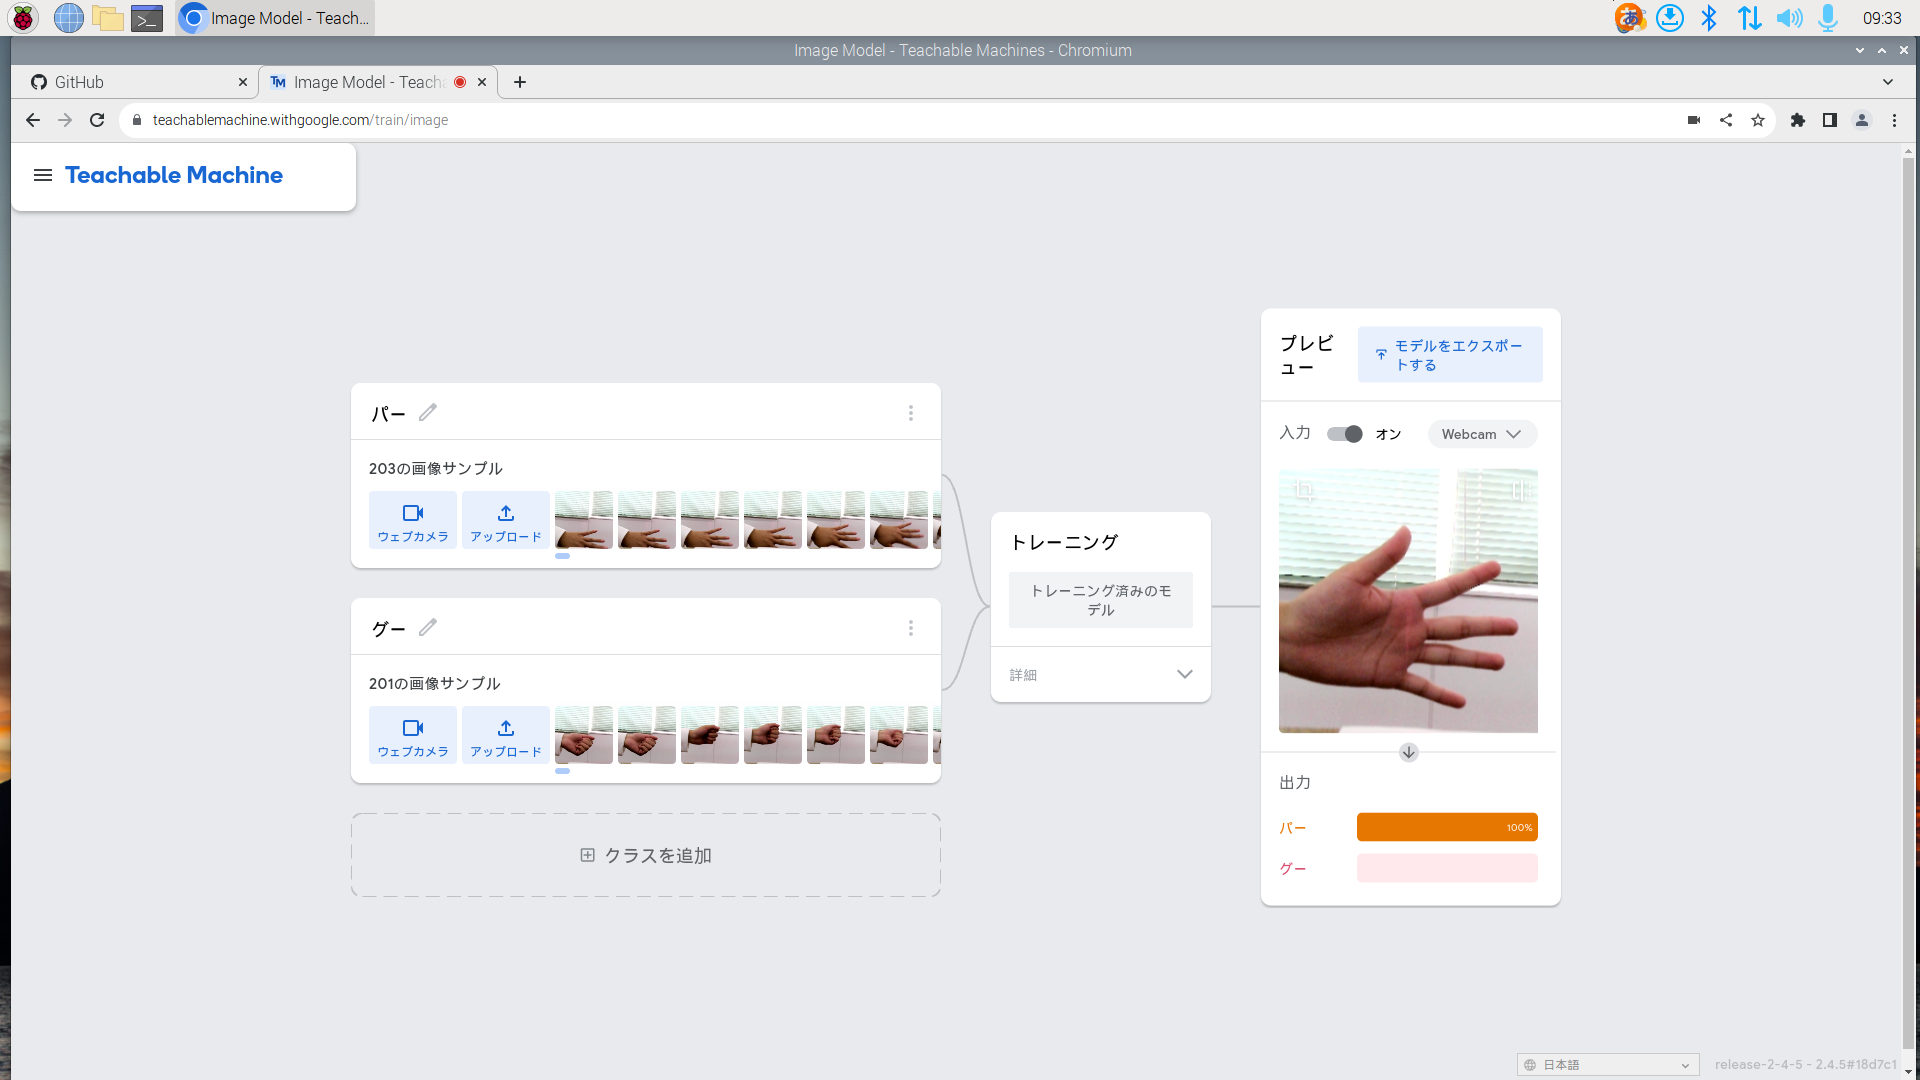 Image Model - Teach...
09:33
Image Model - Teachable Machines - Chromium
GitHub
Image Model - Teach
teachablemachine.withgoogle.com/train/image
Teachable Machine
パー
203の画像サンプル
ウェブカメラ
アップロード
グー
201の画像サンプル
ウェブカメラ
アップロード
クラスを追加
トレーニング
トレーニング済みのモ
デル
詳細
プレビ
ュー
モデルをエクスポー
トする
入力
オン
Webcam
出力
パー
100%
グー
日本語
release-2-4-5 - 2.4.5#18d7c1